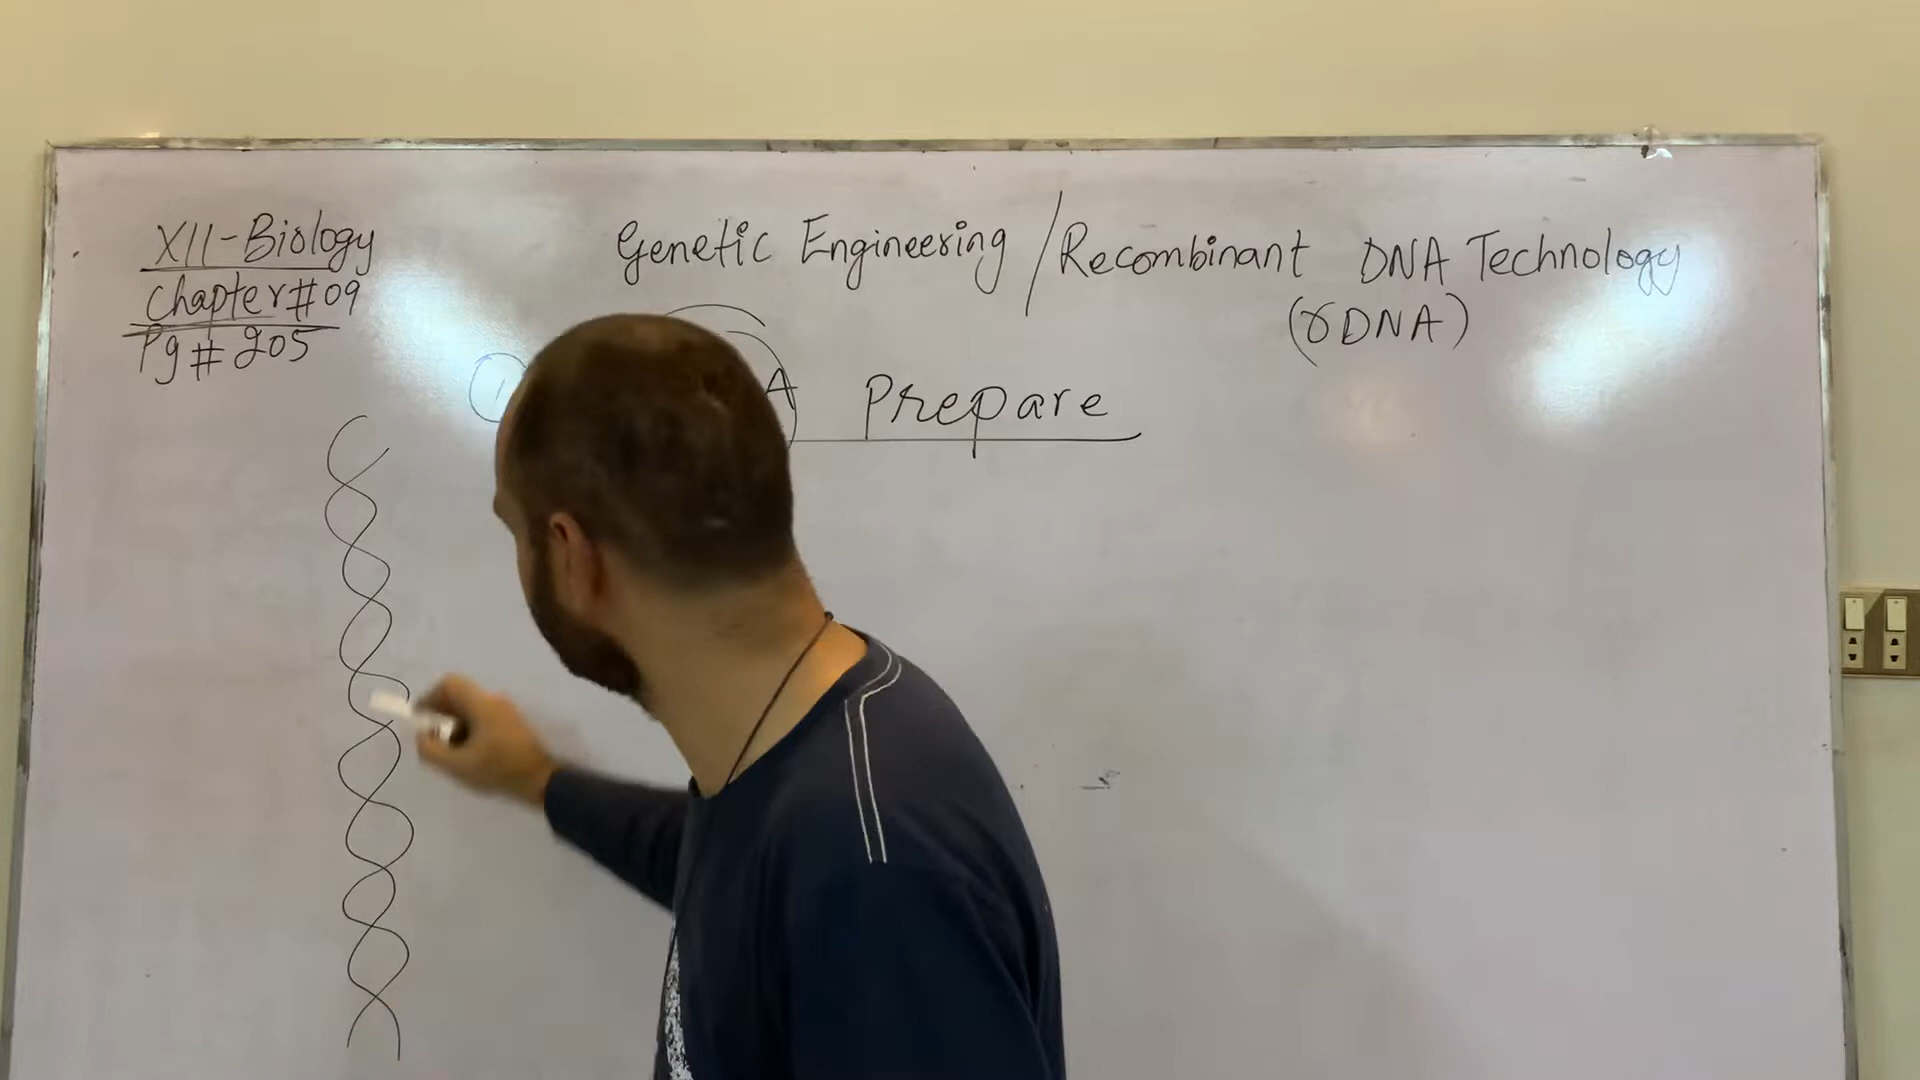 XII-Biology
Chapter # 09
Pg # 205
Genetic Engineering / Recombinant DNA Technology
(rDNA)
Prepare